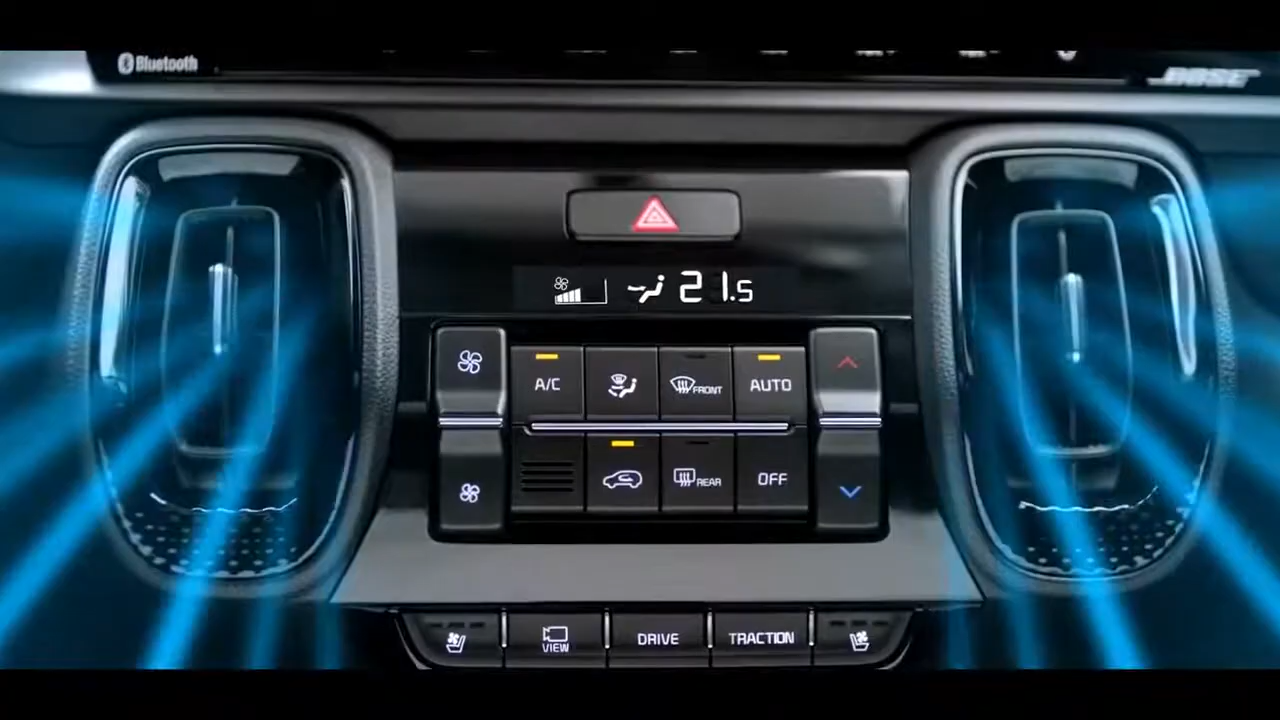 Bluetooth
BOSE
21.5
A/C
FRONT
AUTO
REAR
OFF
VIEW
DRIVE
TRACTION